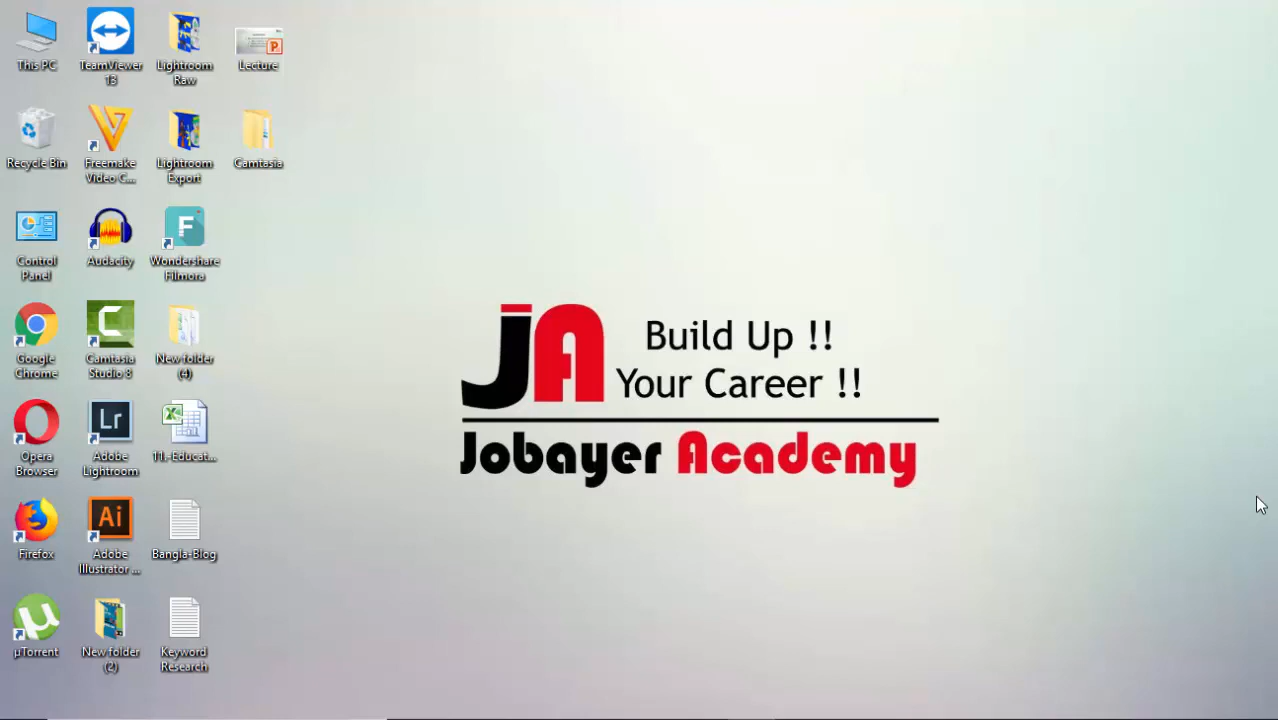 This PC
TeamViewer
13
Lightroom
Raw
Lecture
Recycle Bin
Freemake
Video C...
Lightroom
Export
Camtasia
Control
Panel
Audacity
Wondershare
Filmora
Google
Chrome
Camtasia
Studio 8
New folder
(4)
Opera
Browser
Lr
Adobe
Lightroom
11.-Educat...
Firefox
Ai
Adobe
Illustrator ...
Bangla-Blog
µTorrent
New folder
(2)
Keyword
Research
JA
Build Up !!
Your Career !!
Jobayer Academy